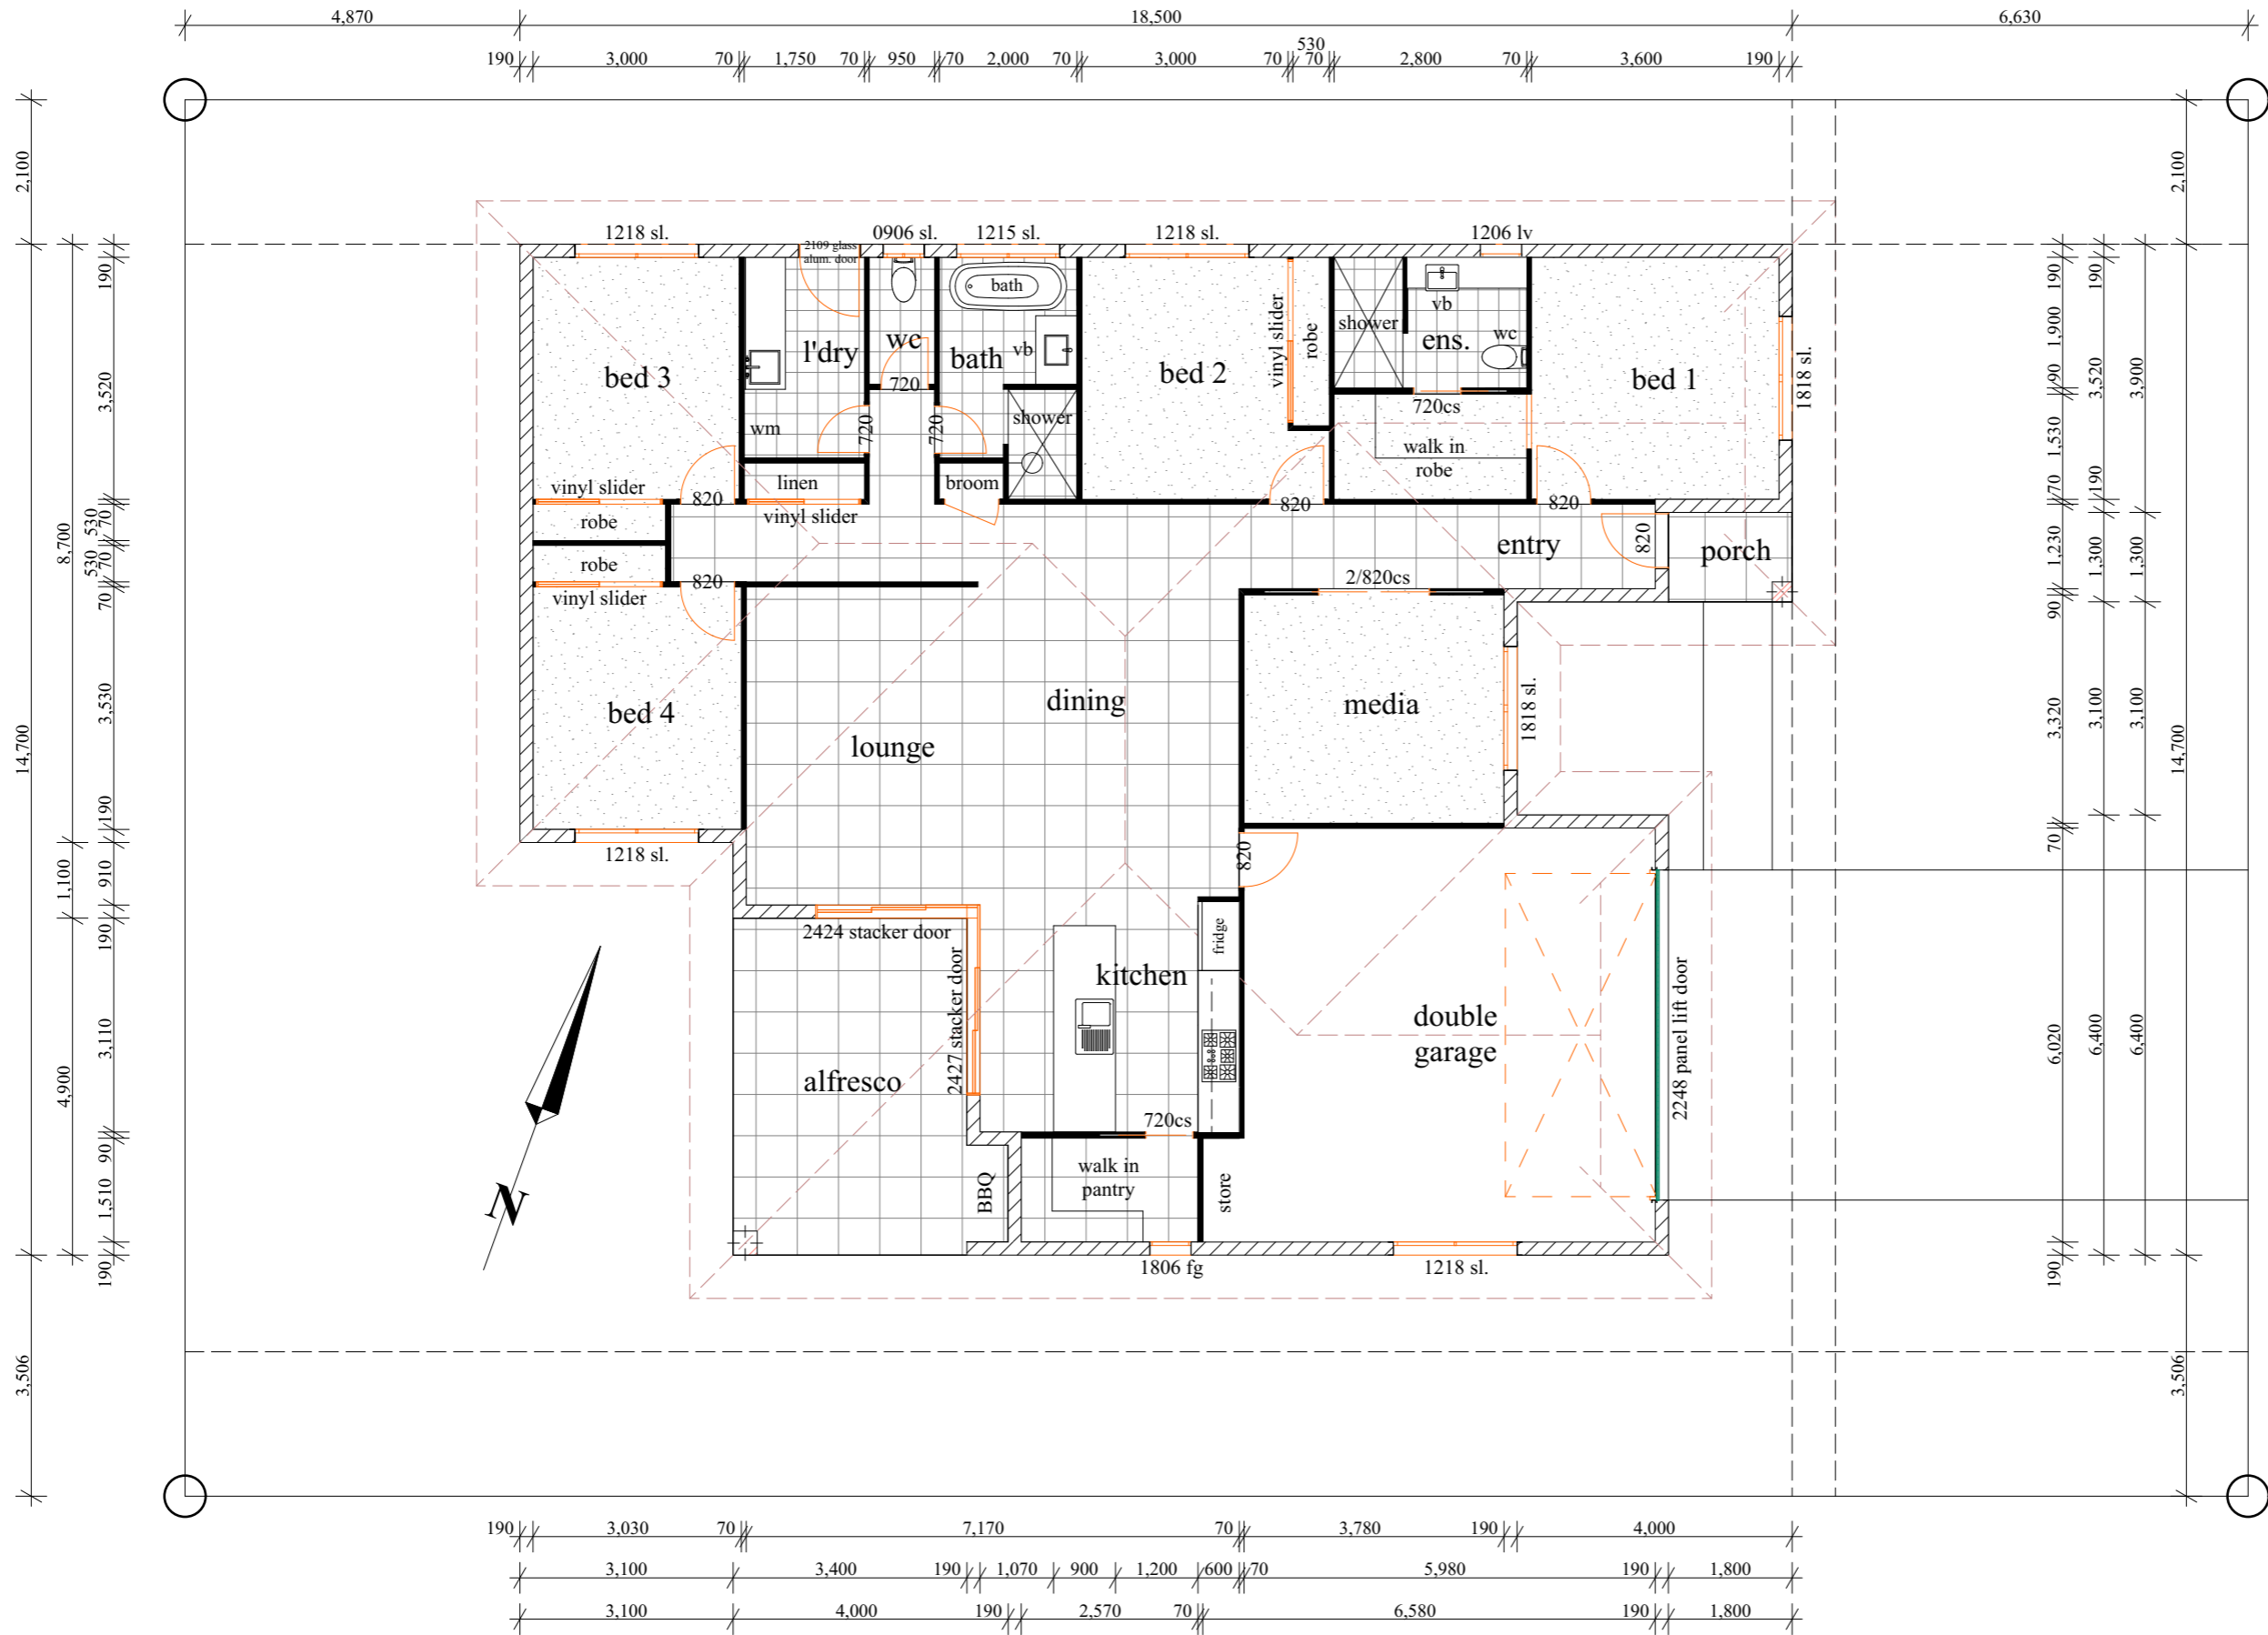 4,870 18,500 6,630
190 3,000 70 1,750 70 950 70 2,000 70 3,000 70 530 70 2,800 70 3,600 190
2,100
8,700
14,700
1,100
4,900
3,506
190
3,520
70
530
70
530
70
3,530
190
910
190
3,110
90
1,510
190
1218 sl.
2109 glass
alum. door
0906 sl.
1215 sl.
1218 sl.
1206 lv
bed 3
l'dry
wm
wc
720
720
720
bath
bath
vb
shower
bed 2
vinyl slider
robe
shower
vb
ens.
wc
720cs
walk in
robe
bed 1
1818 sl.
vinyl slider
820
linen
vinyl slider
broom
820
820
robe
robe
820
vinyl slider
entry
820
porch
2/820cs
bed 4
lounge
dining
media
1818 sl.
1218 sl.
820
2424 stacker door
2427 stacker door
fridge
kitchen
alfresco
double
garage
2248 panel lift door
720cs
walk in
pantry
BBQ
store
1806 fg
1218 sl.
N
190
1,900
90
1,530
70
1,230
90
3,320
70
6,020
190
190
3,520
190
1,300
3,100
6,400
3,900
1,300
3,100
6,400
2,100
14,700
3,506
190 3,030 70 7,170 70 3,780 190 4,000
3,100 3,400 190 1,070 900 1,200 600 70 5,980 190 1,800
3,100 4,000 190 2,570 70 6,580 190 1,800